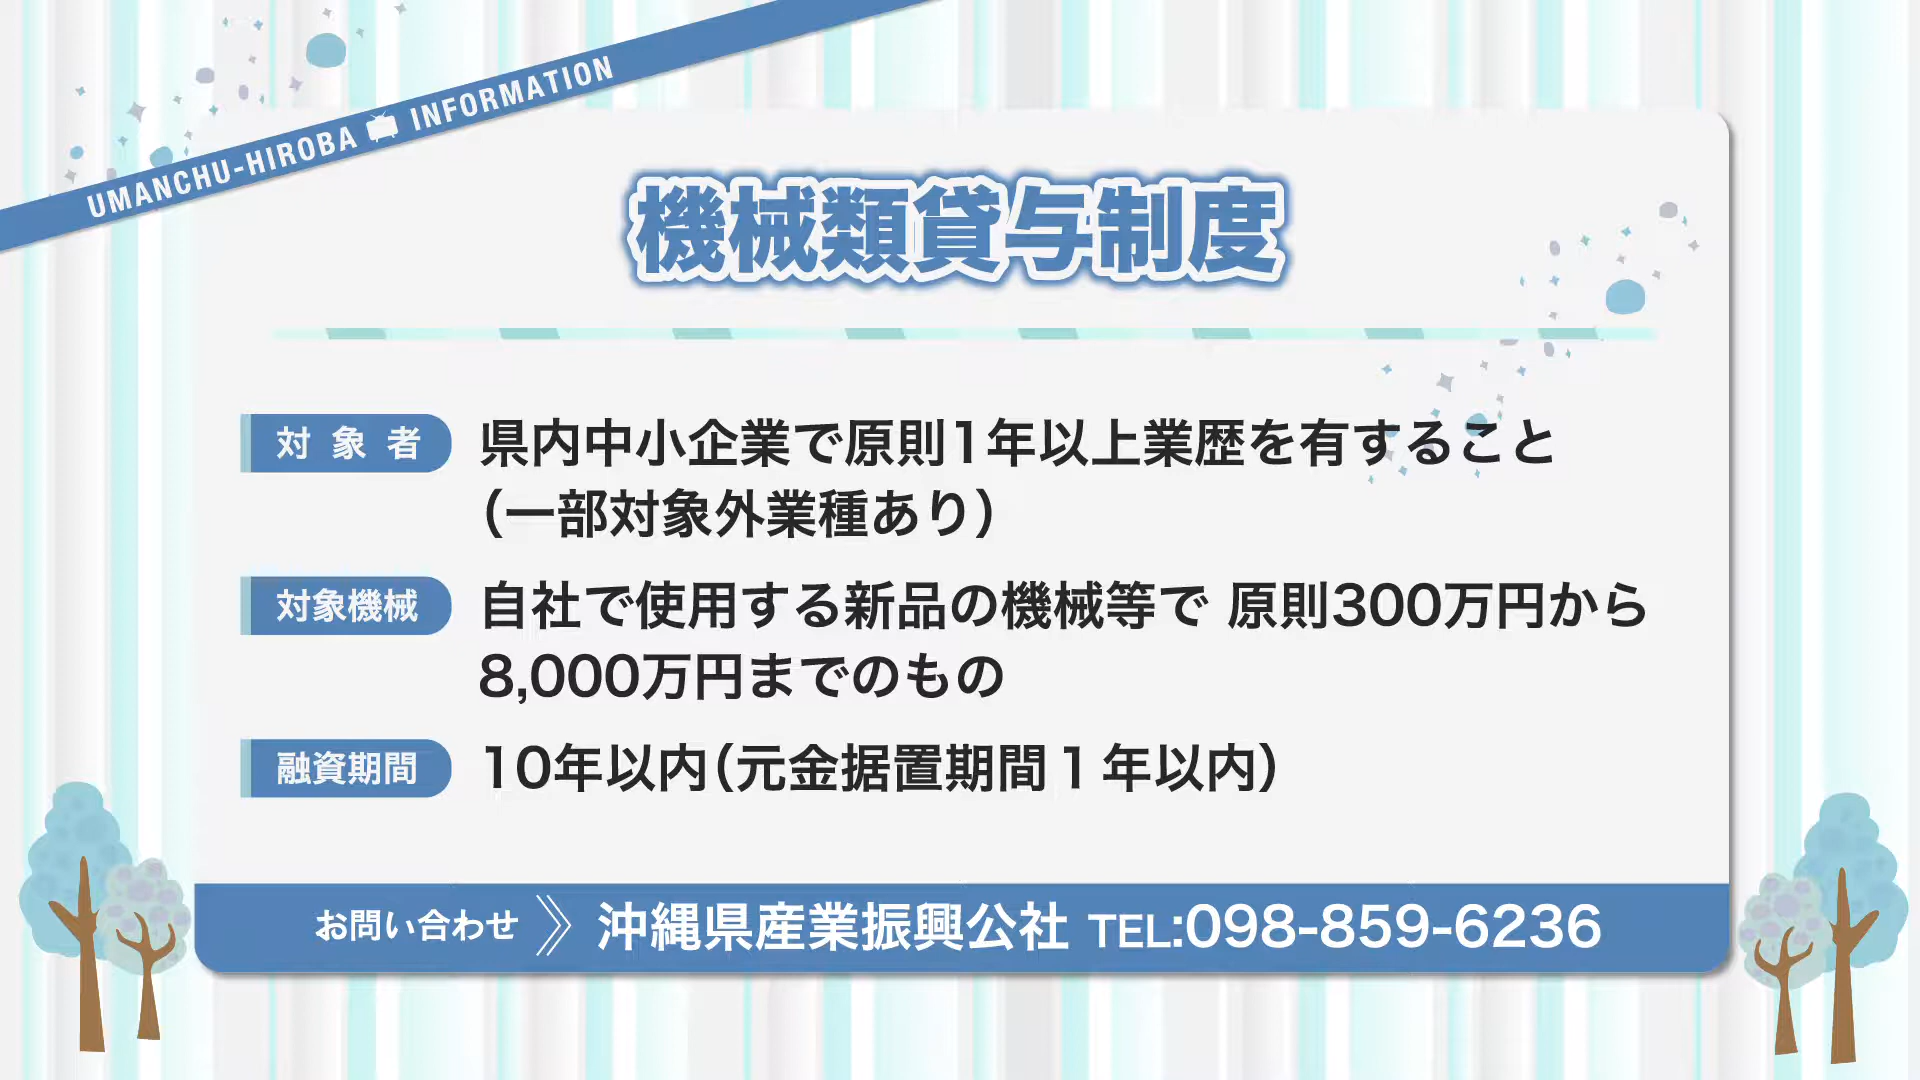 UMANCHU-HIROBA INFORMATION
機械類貸与制度
対象者 県内中小企業で原則1年以上業歴を有すること
（一部対象外業種あり）
対象機械 自社で使用する新品の機械等で 原則300万円から
8,000万円までのもの
融資期間 10年以内（元金据置期間１年以内）
お問い合わせ 沖縄県産業振興公社 TEL:098-859-6236